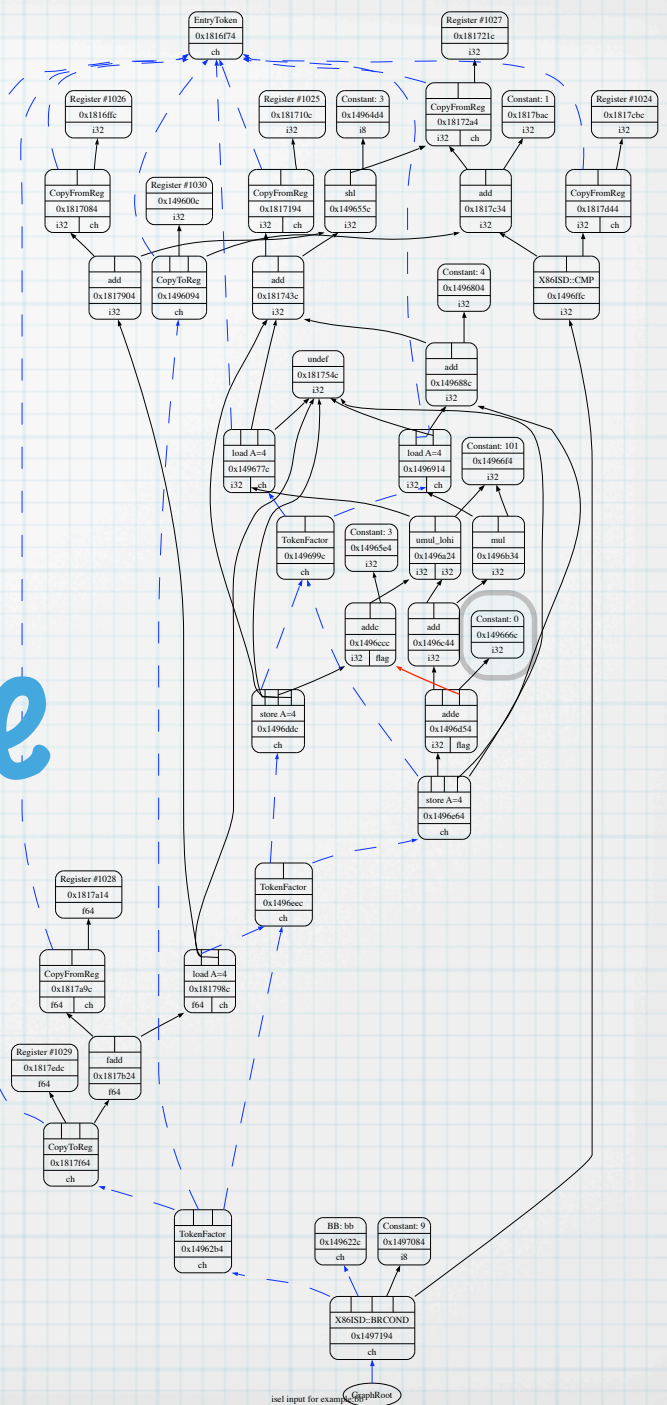 EntryToken
0x1816f74
ch
Register #1027
0x181721c
i32
Register #1026
0x1816ffc
i32
Register #1025
0x181710c
i32
Constant: 3
0x14964d4
i8
CopyFromReg
0x18172a4
i32 ch
Constant: 1
0x1817bac
i32
Register #1024
0x1817cbc
i32
CopyFromReg
0x1817084
i32 ch
Register #1030
0x149600c
i32
CopyFromReg
0x1817194
i32 ch
shl
0x149655c
i32
add
0x1817c34
i32
CopyFromReg
0x1817d44
i32 ch
add
0x1817904
i32
CopyToReg
0x1496094
ch
add
0x181743c
i32
Constant: 4
0x1496804
i32
X86ISD::CMP
0x1496ffc
i32
undef
0x181754c
i32
add
0x149688c
i32
load A=4
0x149677c
i32 ch
load A=4
0x1496914
i32 ch
Constant: 101
0x14966f4
i32
TokenFactor
0x149699c
ch
Constant: 3
0x14965e4
i32
umul_lohi
0x1496a24
i32 i32
mul
0x1496b34
i32
addc
0x1496ccc
i32 flag
add
0x1496c44
i32
Constant: 0
0x149666c
i32
store A=4
0x1496ddc
ch
adde
0x1496d54
i32 flag
e
store A=4
0x1496e64
ch
Register #1028
0x1817a14
f64
TokenFactor
0x1496eec
ch
CopyFromReg
0x1817a9c
f64 ch
load A=4
0x181798c
f64 ch
Register #1029
0x1817edc
f64
fadd
0x1817b24
f64
CopyToReg
0x1817f64
ch
TokenFactor
0x14962b4
ch
BB: bb
0x149622c
ch
Constant: 9
0x1497084
i8
X86ISD::BRCOND
0x1497194
ch
GraphRoot
isel input for example:bb